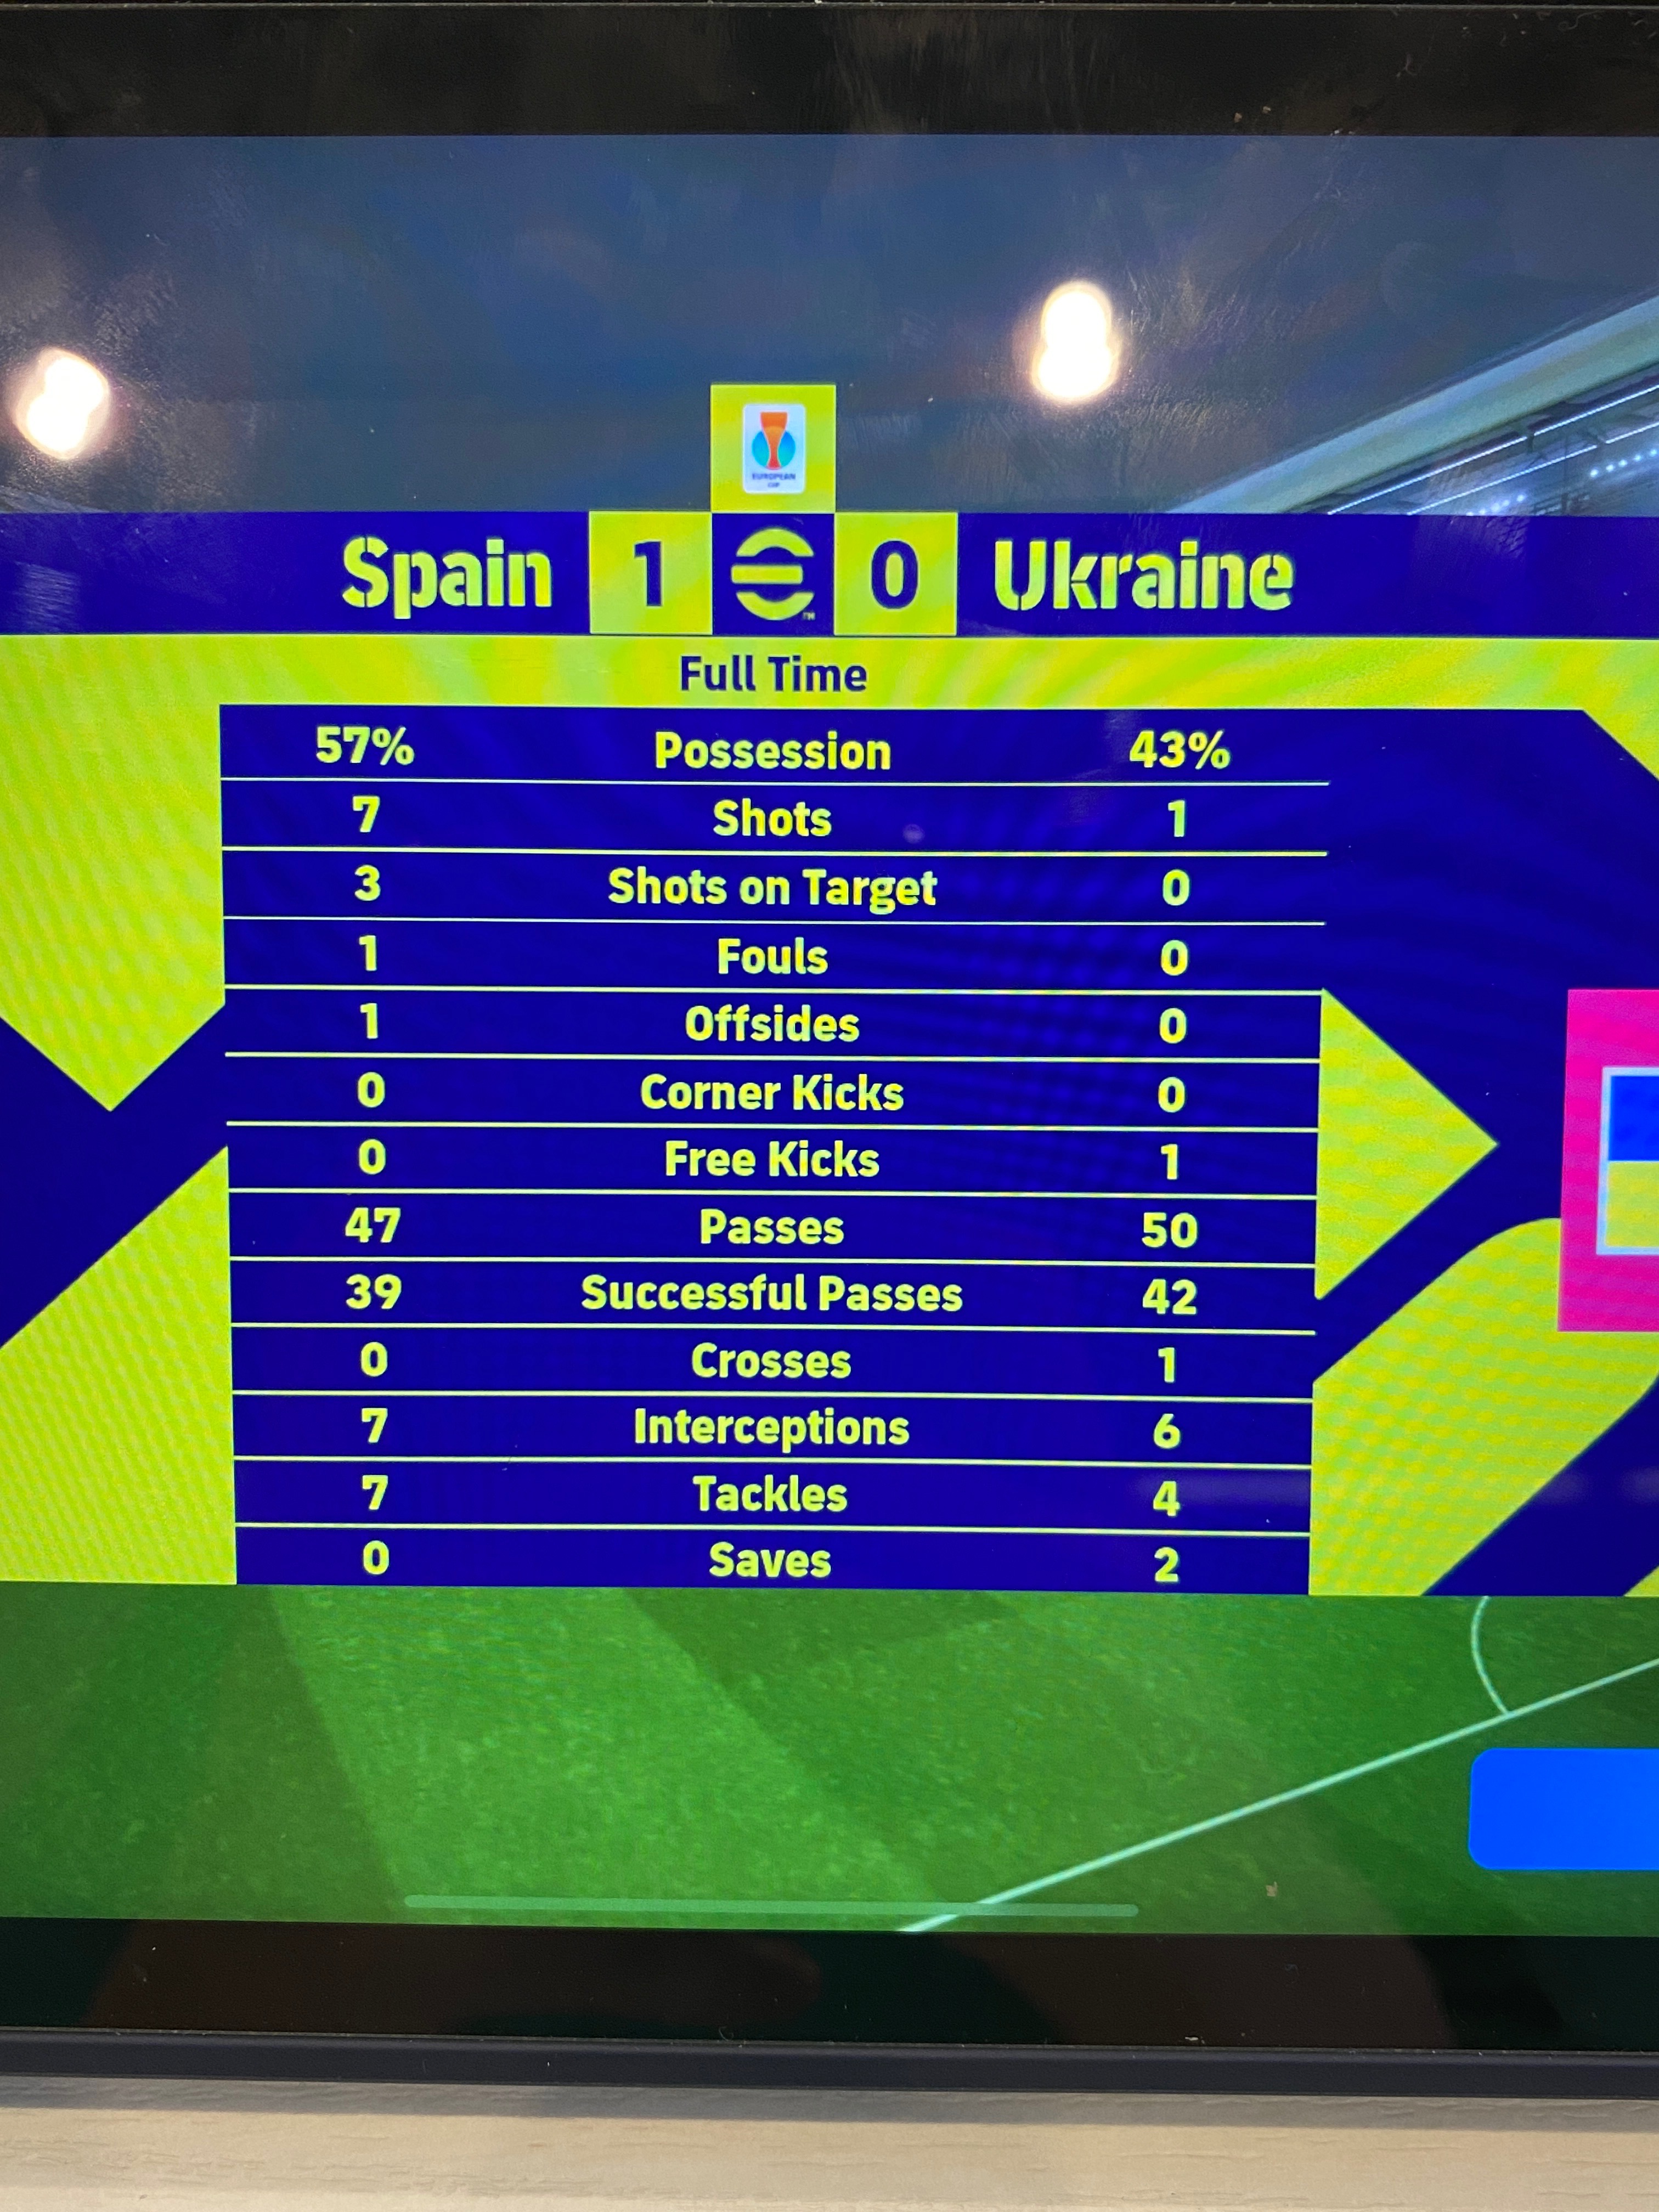 EUROPEAN
CUP
Spain 1 0 Ukraine
TM
Full Time
57% Possession 43%
7 Shots 1
3 Shots on Target 0
1 Fouls 0
1 Offsides 0
0 Corner Kicks 0
0 Free Kicks 1
47 Passes 50
39 Successful Passes 42
0 Crosses 1
7 Interceptions 6
7 Tackles 4
0 Saves 2